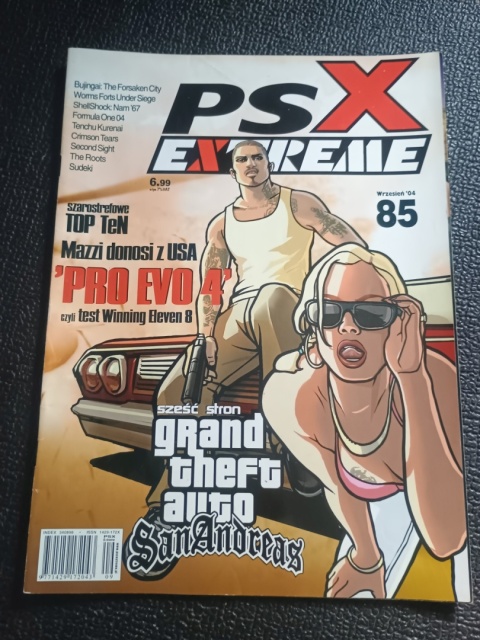 PSX
EXTREME
Bujingai: The Forsaken City
Worms Forts Under Siege
ShellShock: Nam '67
Formula One 04
Tenchu Kurenai
Crimson Tears
Second Sight
The Roots
Sudeki
6.99
Wrzesień '04
85
szarostrefowe
TOP TeN
Mazzi donosi z USA
'PRO EVO 4'
czyli test Winning Eleven 8
sześć stron
grand
theft
auto
San Andreas
09